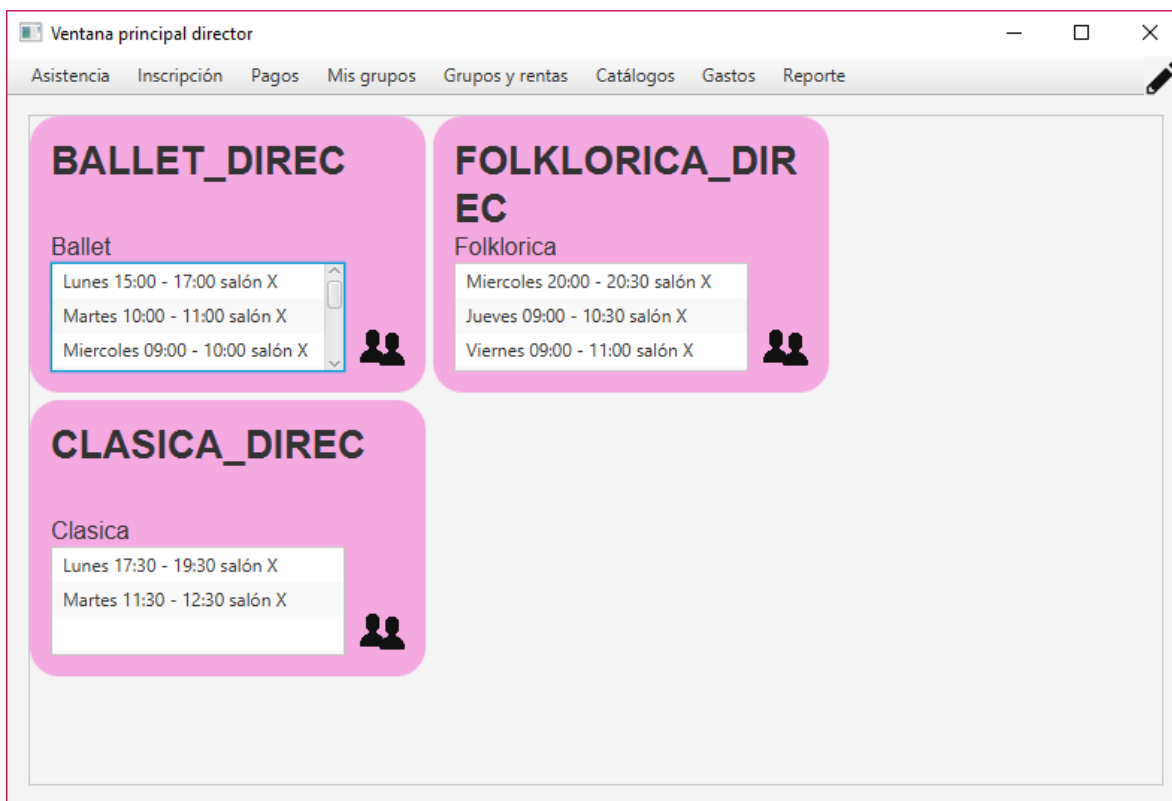 Ventana principal director
Asistencia Inscripción Pagos Mis grupos Grupos y rentas Catálogos Gastos Reporte
BALLET_DIREC
Ballet
Lunes 15:00 - 17:00 salón X
Martes 10:00 - 11:00 salón X
Miercoles 09:00 - 10:00 salón X
FOLKLORICA_DIR
EC
Folklorica
Miercoles 20:00 - 20:30 salón X
Jueves 09:00 - 10:30 salón X
Viernes 09:00 - 11:00 salón X
CLASICA_DIREC
Clasica
Lunes 17:30 - 19:30 salón X
Martes 11:30 - 12:30 salón X